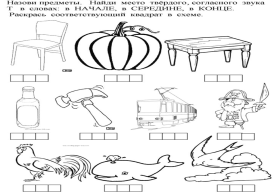 Назови предметы. Найди место твёрдого, согласного звука
Т в словах: в НАЧАЛЕ, в СЕРЕДИНЕ, в КОНЦЕ.
Раскрась соответствующий квадрат в схеме.